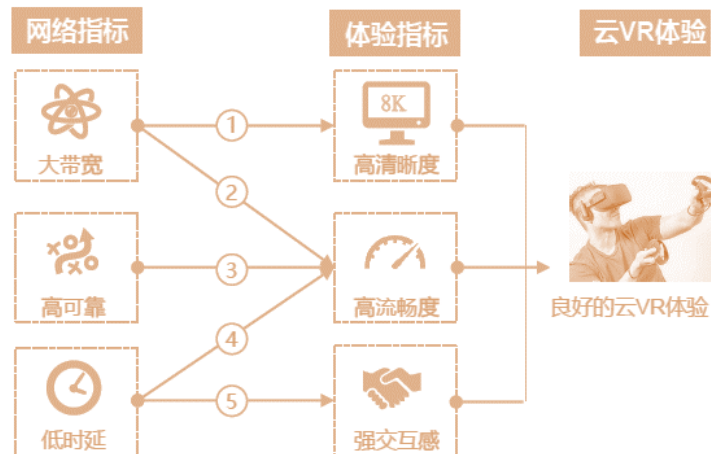 网络指标
体验指标
云VR体验
8K
①
大带宽
高清晰度
②
③
高可靠
高流畅度
良好的云VR体验
④
⑤
低时延
强交互感